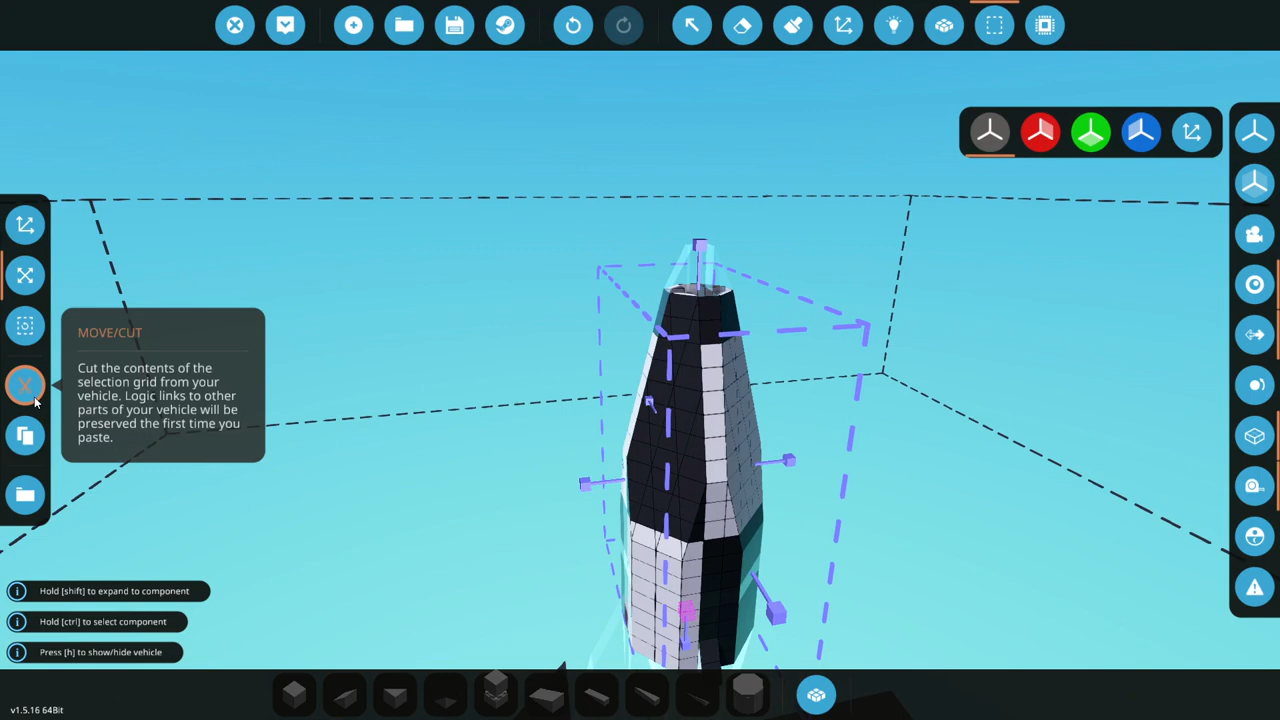 MOVE/CUT
Cut the contents of the
selection grid from your
vehicle. Logic links to other
parts of your vehicle will be
preserved the first time you
paste.
Hold [shift] to expand to component
Hold [ctrl] to select component
Press [h] to show/hide vehicle
v1.5.16 64Bit